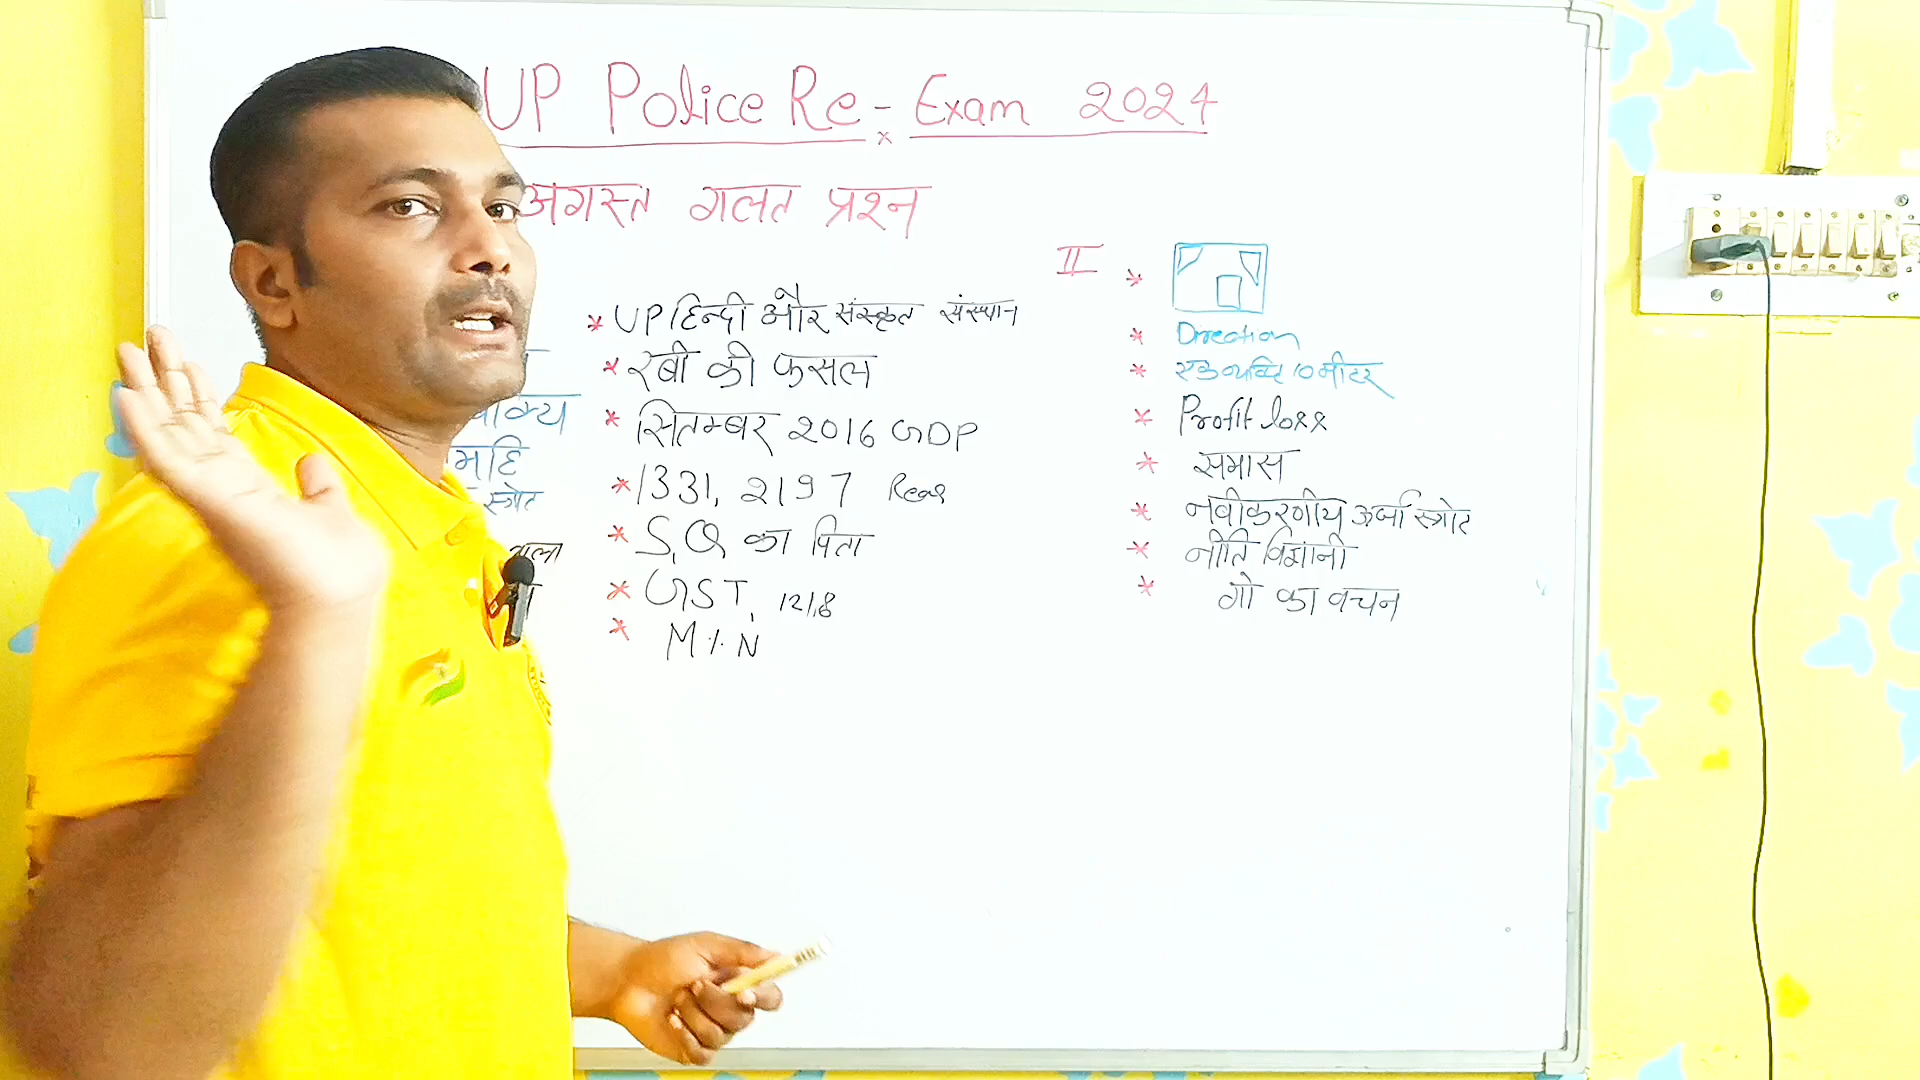 UP Police Re - Exam 2024
अगस्त गलत प्रश्न
* UP हिन्दी और संस्कृत संस्थान
* रबी की फसल
वाक्य
* सितम्बर 2016 GDP
* 1331, 2197
स्त्रोत
* S, Q का पिता
* GST, 12/18
* M % N
II
*
* Direction
* एक व्यक्ति 10 मीटर
* Profit loss
* समास
* नवीकरणीय ऊर्जा स्त्रोत
* नीति विज्ञानी
* गो का वचन